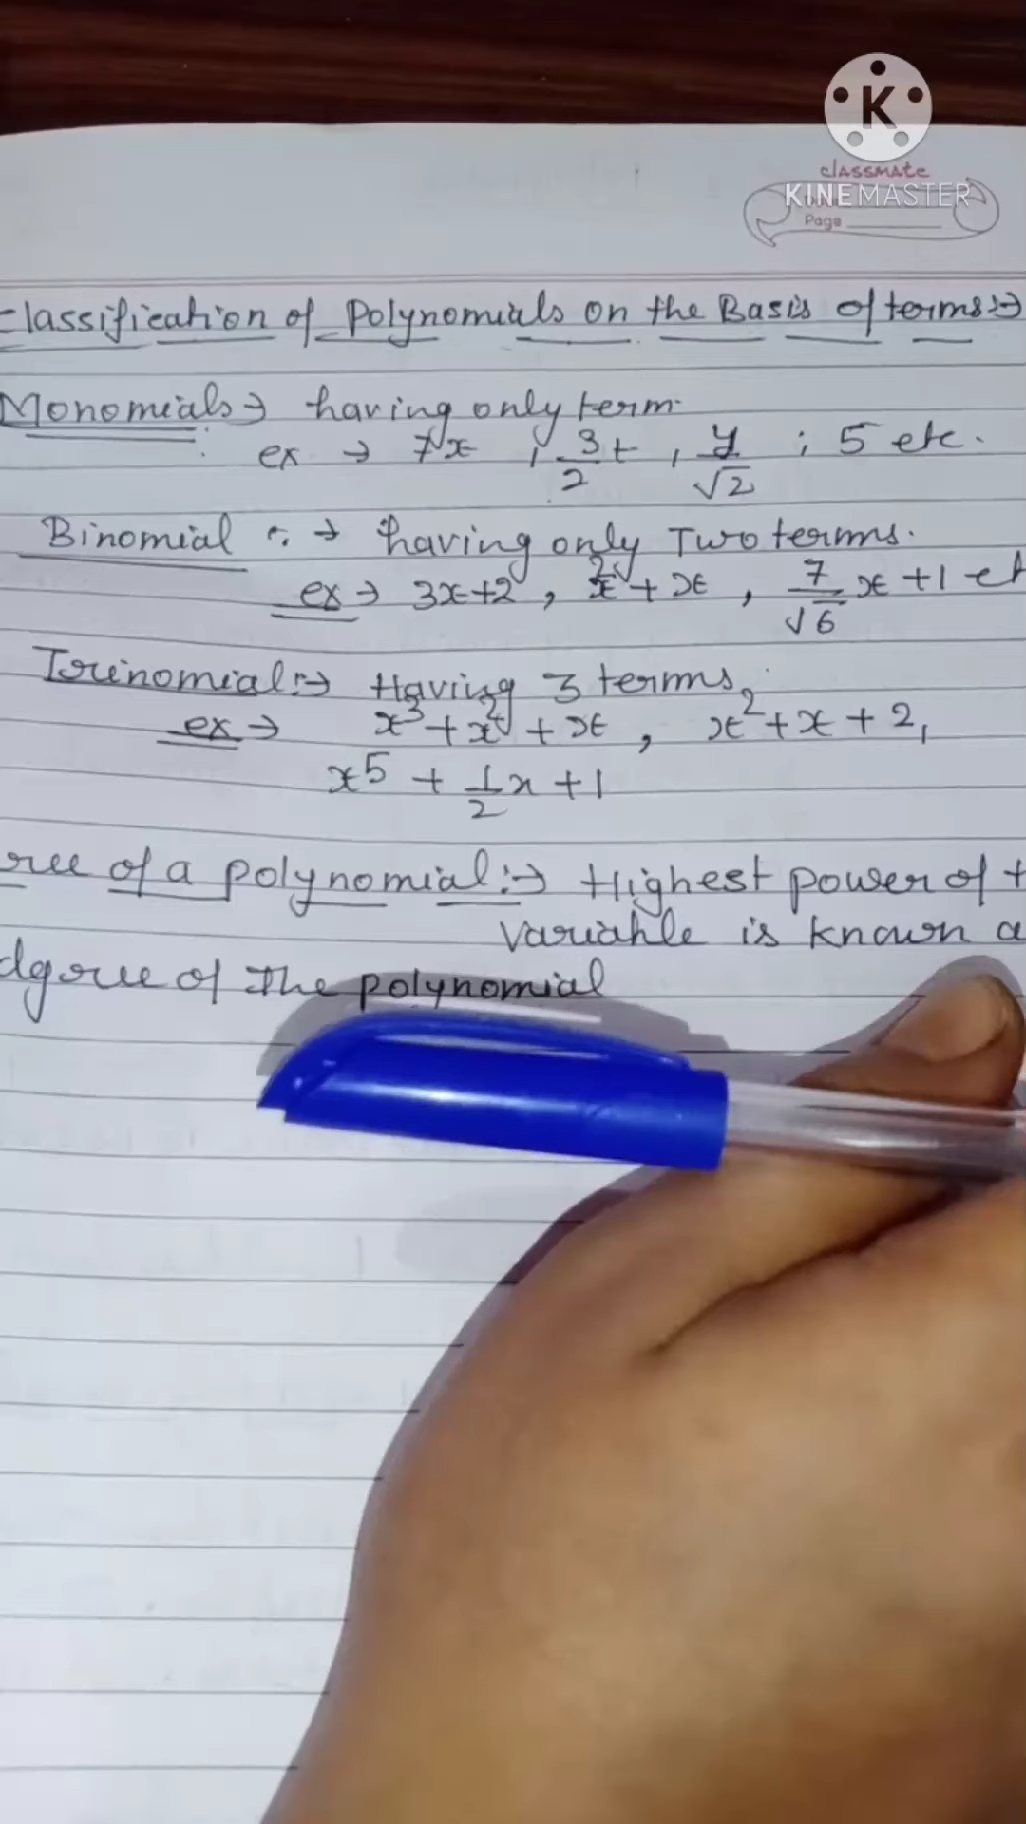 K
classmate
KINEMASTER
Page
Classification of Polynomials on the Basis of terms:→
Monomials → having only term.
ex → 7x , 3/2 t , y/√2 ; 5 etc.
Binomial :→ having only Two terms.
ex → 3x+2 , x²+x , 7/√6 x +1 et
Trinomial:→ Having 3 terms,
ex → x³+x²+x , x²+x+2,
x⁵ + 1/2 x + 1
ree of a polynomial:→ Highest power of t
Variable is known a
dgree of The polynomial